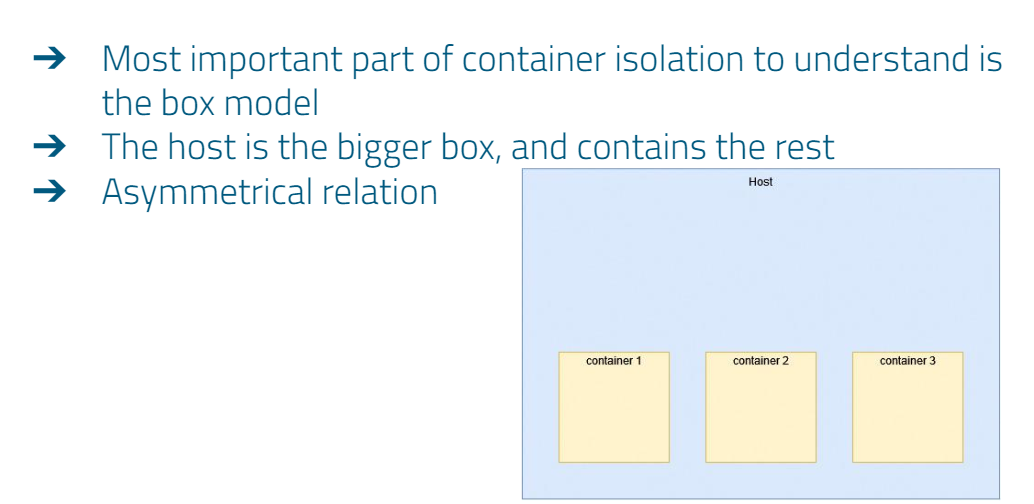 ➔ Most important part of container isolation to understand is
the box model
➔ The host is the bigger box, and contains the rest
➔ Asymmetrical relation
Host
container 1
container 2
container 3